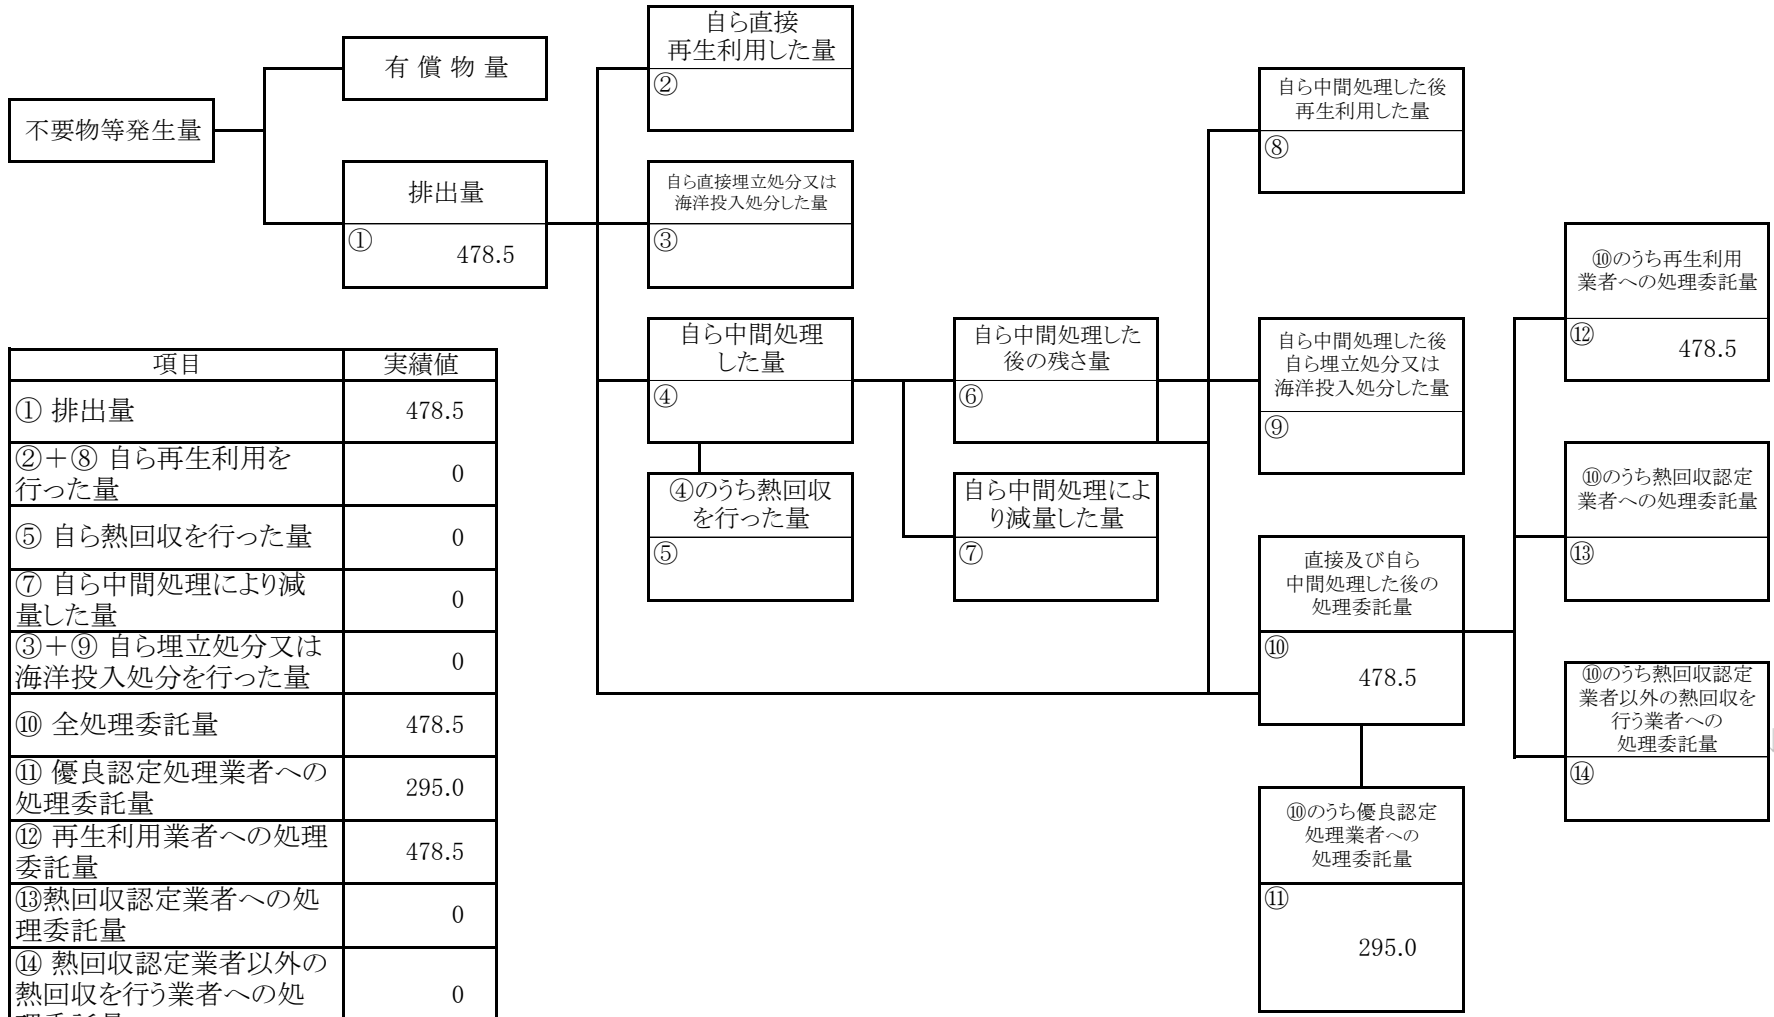 不要物等発生量
有償物量
排出量
①
478.5
自ら直接
再生利用した量
②
自ら直接埋立処分又は
海洋投入処分した量
③
自ら中間処理
した量
④
④のうち熱回収
を行った量
⑤
自ら中間処理した
後の残さ量
⑥
自ら中間処理によ
り減量した量
⑦
自ら中間処理した後
再生利用した量
⑧
自ら中間処理した後
自ら埋立処分又は
海洋投入処分した量
⑨
直接及び自ら
中間処理した後の
処理委託量
⑩
478.5
⑩のうち優良認定
処理業者への
処理委託量
⑪
295.0
⑩のうち再生利用
業者への処理委託量
⑫
478.5
⑩のうち熱回収認定
業者への処理委託量
⑬
⑩のうち熱回収認定
業者以外の熱回収を
行う業者への
処理委託量
⑭
項目 実績値
① 排出量 478.5
②＋⑧ 自ら再生利用を
行った量 0
⑤ 自ら熱回収を行った量 0
⑦ 自ら中間処理により減
量した量 0
③＋⑨ 自ら埋立処分又は
海洋投入処分を行った量 0
⑩ 全処理委託量 478.5
⑪ 優良認定処理業者への
処理委託量 295.0
⑫ 再生利用業者への処理
委託量 478.5
⑬熱回収認定業者への処
理委託量 0
⑭ 熱回収認定業者以外の
熱回収を行う業者への処 0